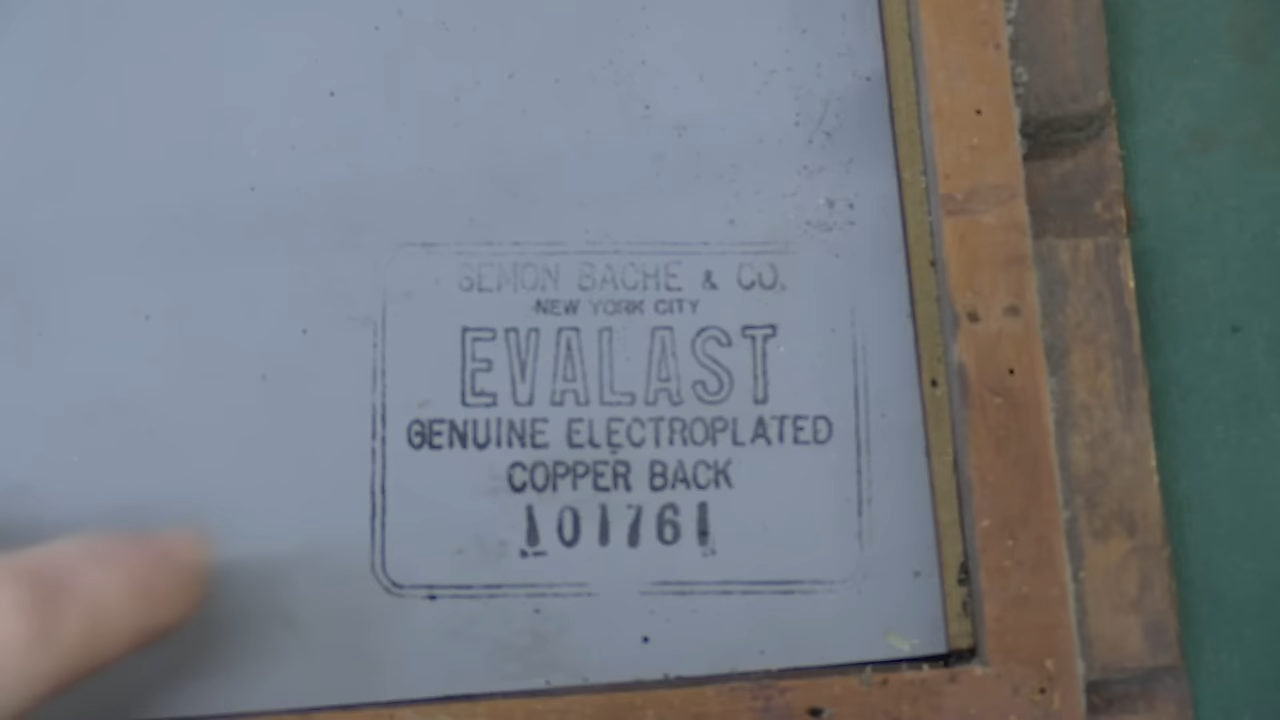 SEMON BACHE & CO.
NEW YORK CITY
EVALAST
GENUINE ELECTROPLATED
COPPER BACK
101761